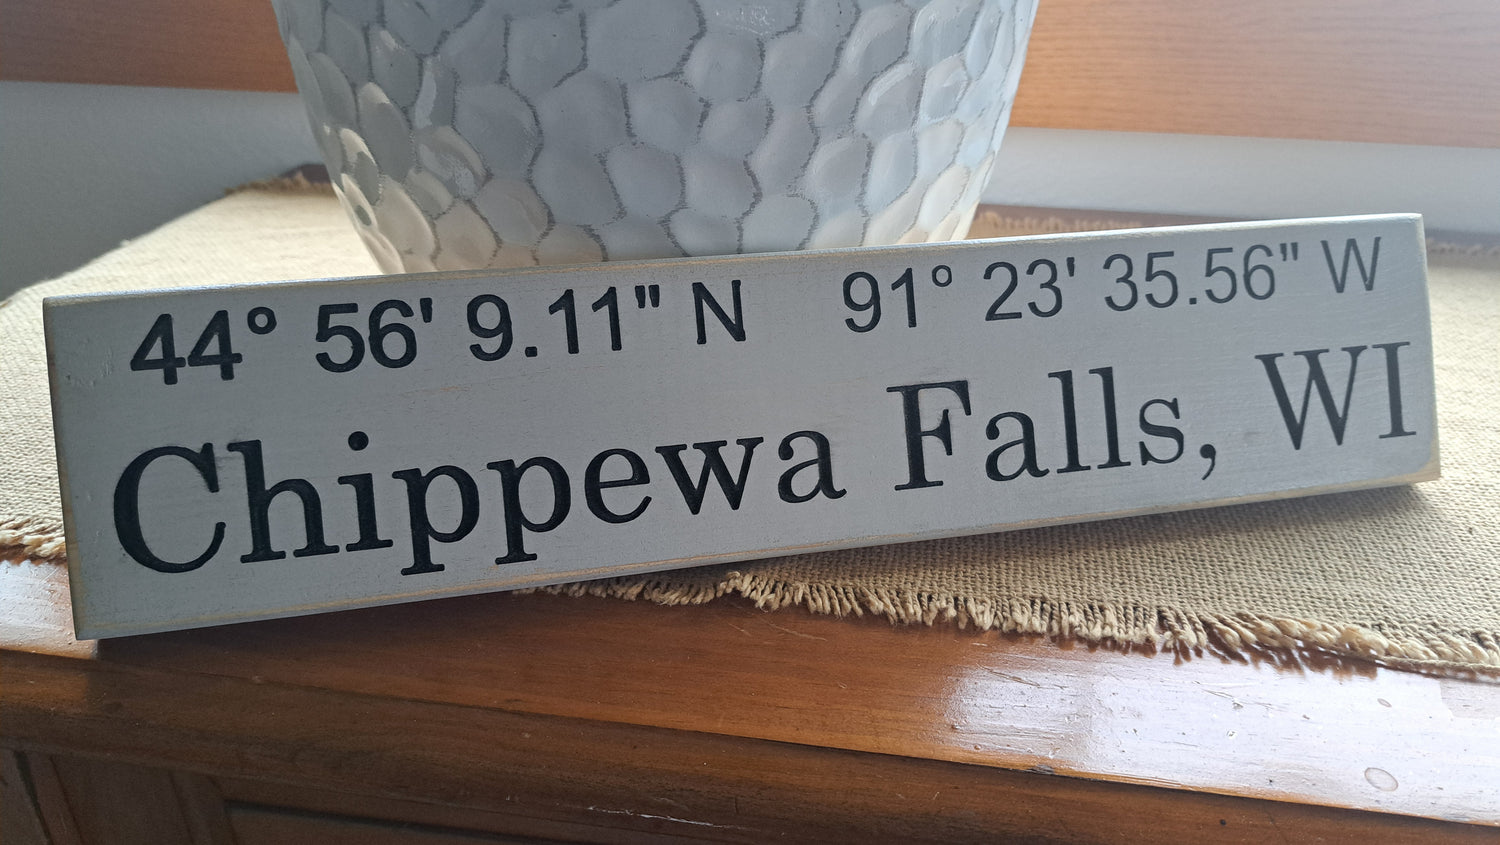 44° 56' 9.11" N 91° 23' 35.56" W
Chippewa Falls, WI